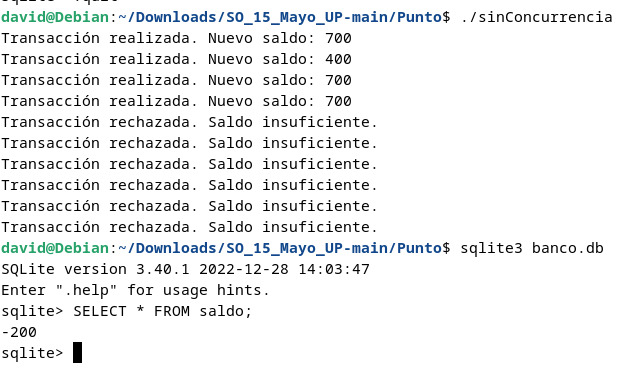 david@Debian:~/Downloads/SO_15_Mayo_UP-main/Punto$ ./sinConcurrencia
Transacción realizada. Nuevo saldo: 700
Transacción realizada. Nuevo saldo: 400
Transacción realizada. Nuevo saldo: 700
Transacción realizada. Nuevo saldo: 700
Transacción rechazada. Saldo insuficiente.
Transacción rechazada. Saldo insuficiente.
Transacción rechazada. Saldo insuficiente.
Transacción rechazada. Saldo insuficiente.
Transacción rechazada. Saldo insuficiente.
Transacción rechazada. Saldo insuficiente.
david@Debian:~/Downloads/SO_15_Mayo_UP-main/Punto$ sqlite3 banco.db
SQLite version 3.40.1 2022-12-28 14:03:47
Enter ".help" for usage hints.
sqlite> SELECT * FROM saldo;
-200
sqlite>